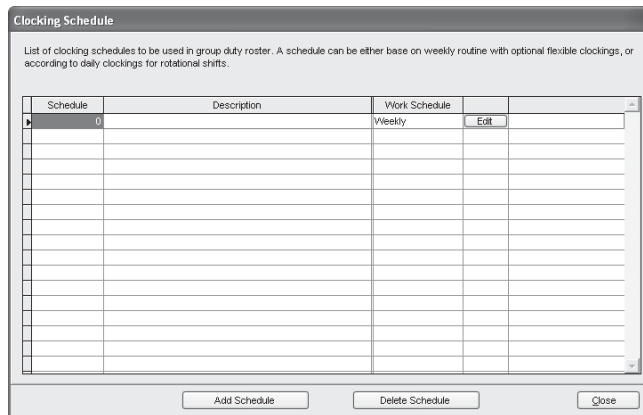 Clocking Schedule
List of clocking schedules to be used in group duty roster. A schedule can be either base on weekly routine with optional flexible clockings, or
according to daily clockings for rotational shifts.
Schedule Description Work Schedule
0 Weekly Edit
Add Schedule Delete Schedule Close